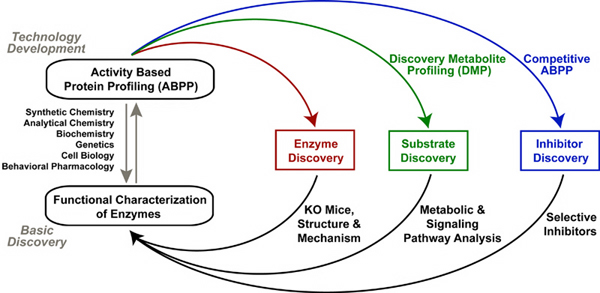 Technology
Development
Activity Based
Protein Profiling (ABPP)
Discovery Metabolite
Profiling (DMP)
Competitive
ABPP
Synthetic Chemistry
Analytical Chemistry
Biochemistry
Genetics
Cell Biology
Behavioral Pharmacology
Enzyme
Discovery
Substrate
Discovery
Inhibitor
Discovery
Functional Characterization
of Enzymes
KO Mice,
Structure &
Mechanism
Metabolic &
Signaling
Pathway Analysis
Selective
Inhibitors
Basic
Discovery